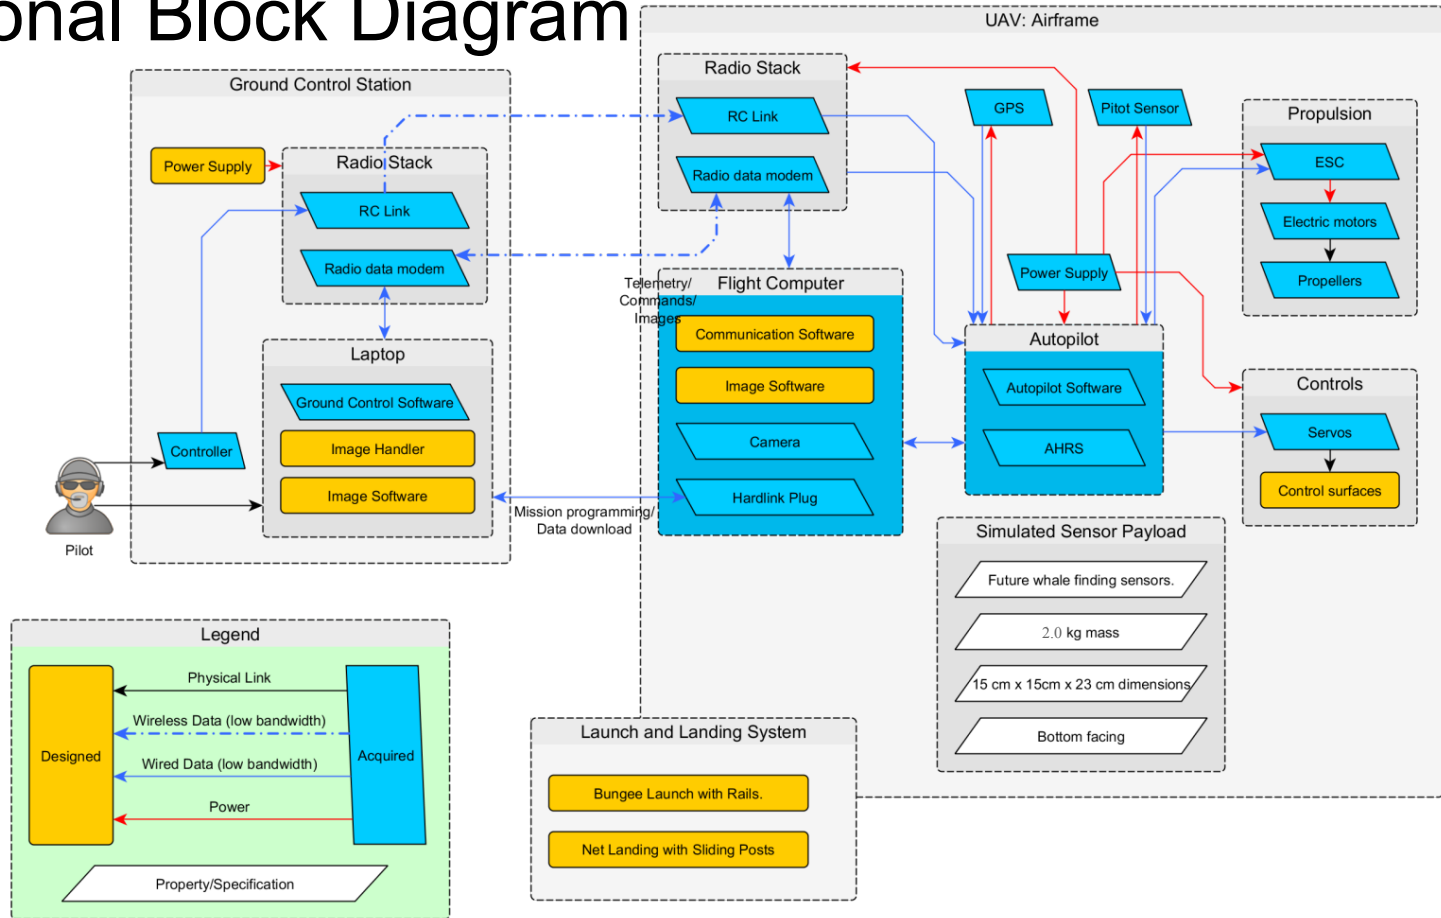 onal Block Diagram
UAV: Airframe
Ground Control Station
Power Supply
Radio Stack
RC Link
Radio data modem
Laptop
Ground Control Software
Image Handler
Image Software
Controller
Pilot
Radio Stack
RC Link
Radio data modem
Telemetry/
Commands/
Images
Flight Computer
Communication Software
Image Software
Camera
Hardlink Plug
Mission programming/
Data download
GPS
Pitot Sensor
Power Supply
Autopilot
Autopilot Software
AHRS
Propulsion
ESC
Electric motors
Propellers
Controls
Servos
Control surfaces
Simulated Sensor Payload
Future whale finding sensors.
2.0 kg mass
15 cm x 15cm x 23 cm dimensions
Bottom facing
Launch and Landing System
Bungee Launch with Rails.
Net Landing with Sliding Posts
Legend
Designed
Physical Link
Wireless Data (low bandwidth)
Wired Data (low bandwidth)
Power
Acquired
Property/Specification